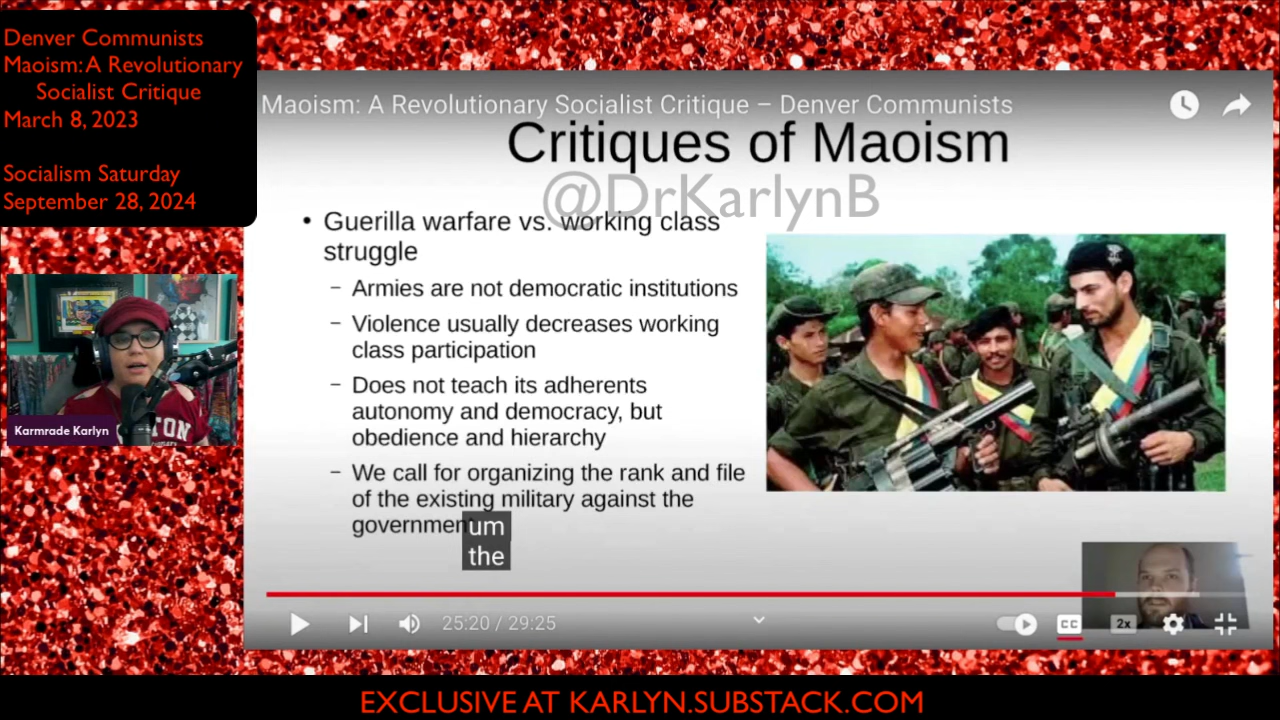 Denver Communists
Maoism: A Revolutionary
Socialist Critique
March 8, 2023
Socialism Saturday
September 28, 2024
Maoism: A Revolutionary Socialist Critique – Denver Communists
Critiques of Maoism
@DrKarlynB
• Guerilla warfare vs. working class
struggle
– Armies are not democratic institutions
– Violence usually decreases working
class participation
– Does not teach its adherents
autonomy and democracy, but
obedience and hierarchy
– We call for organizing the rank and file
of the existing military against the
government
um
the
Karmrade Karlyn
TON
25:20 / 29:25
CC
2x
EXCLUSIVE AT KARLYN.SUBSTACK.COM